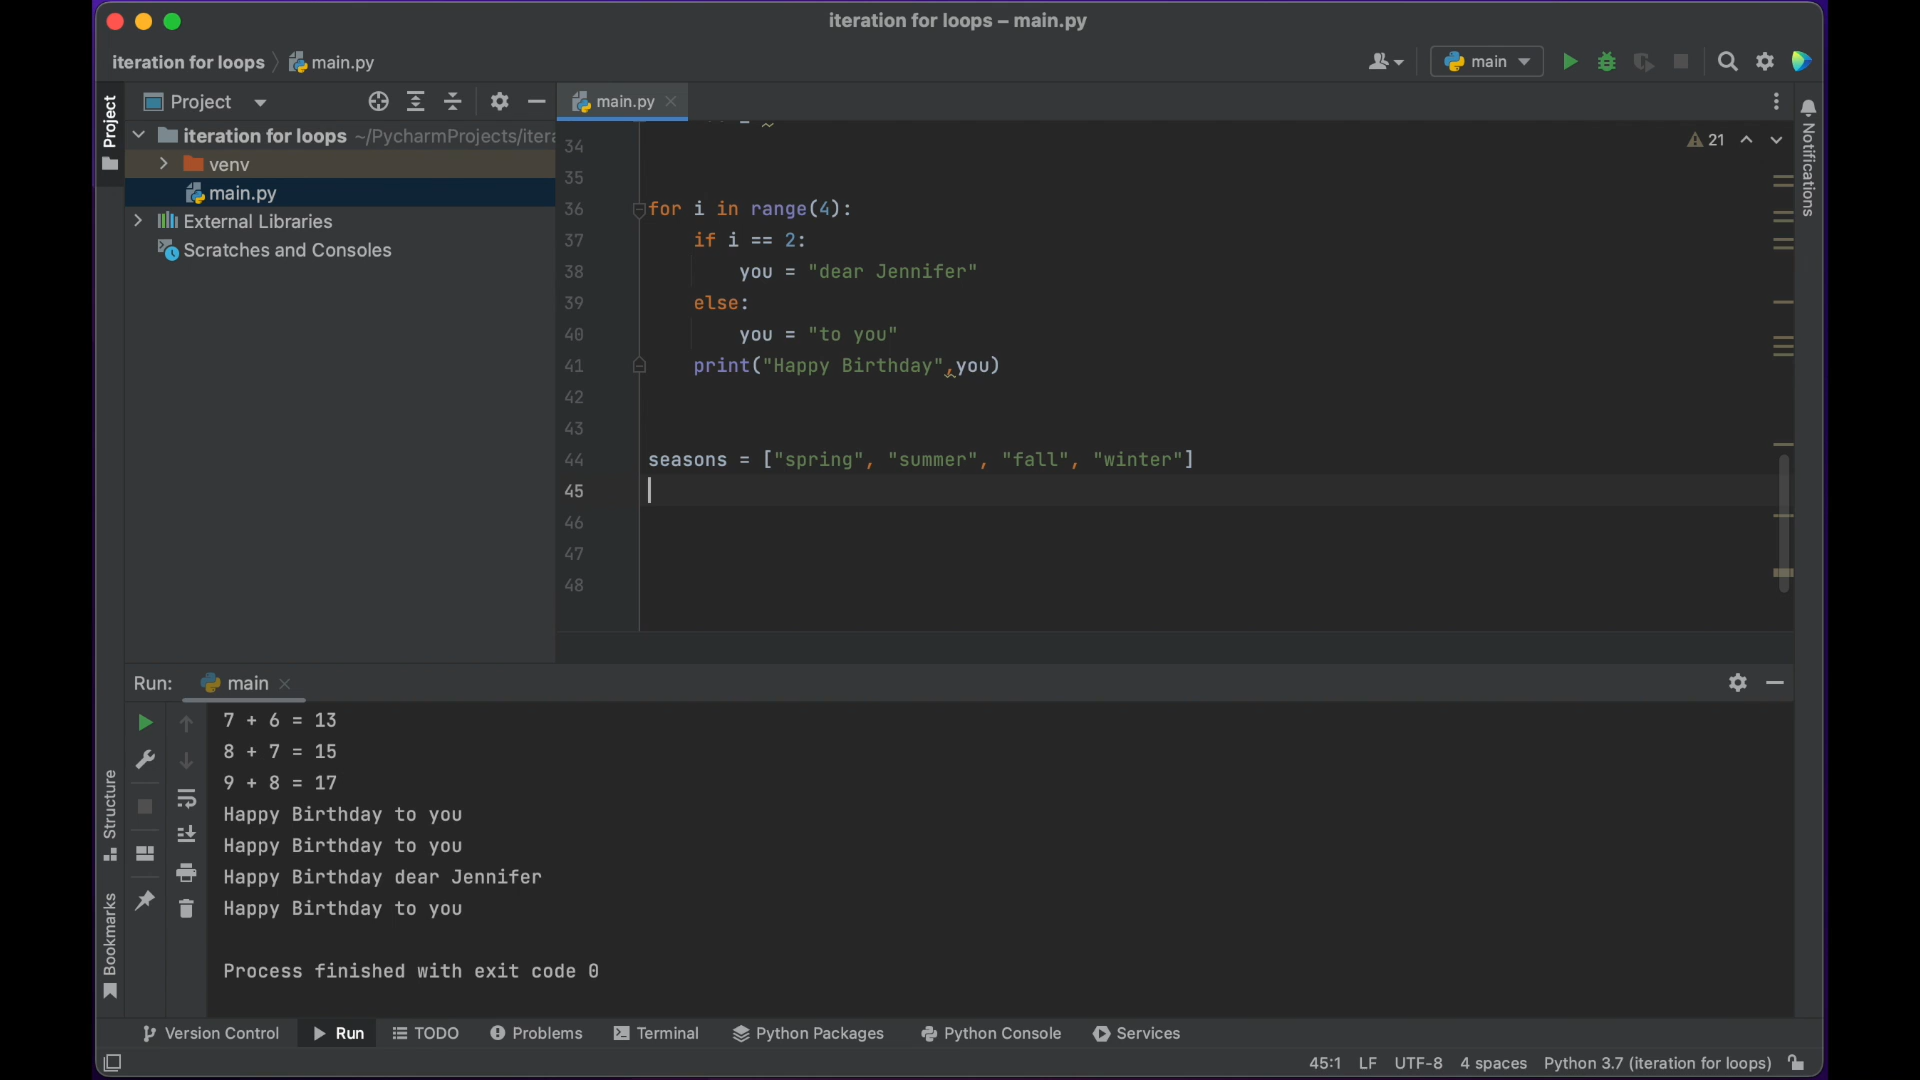 iteration for loops – main.py
iteration for loops main.py
main
Project
Project
main.py
iteration for loops ~/PycharmProjects/itera
venv
main.py
External Libraries
Scratches and Consoles
21
Notifications
34
35
36 for i in range(4):
37 if i == 2:
38 you = "dear Jennifer"
39 else:
40 you = "to you"
41 print("Happy Birthday",you)
42
43
44 seasons = ["spring", "summer", "fall", "winter"]
45
46
47
48
Run: main
7 + 6 = 13
8 + 7 = 15
9 + 8 = 17
Happy Birthday to you
Happy Birthday to you
Happy Birthday dear Jennifer
Happy Birthday to you
Process finished with exit code 0
Structure
Bookmarks
Version Control Run TODO Problems Terminal Python Packages Python Console Services
45:1 LF UTF-8 4 spaces Python 3.7 (iteration for loops)